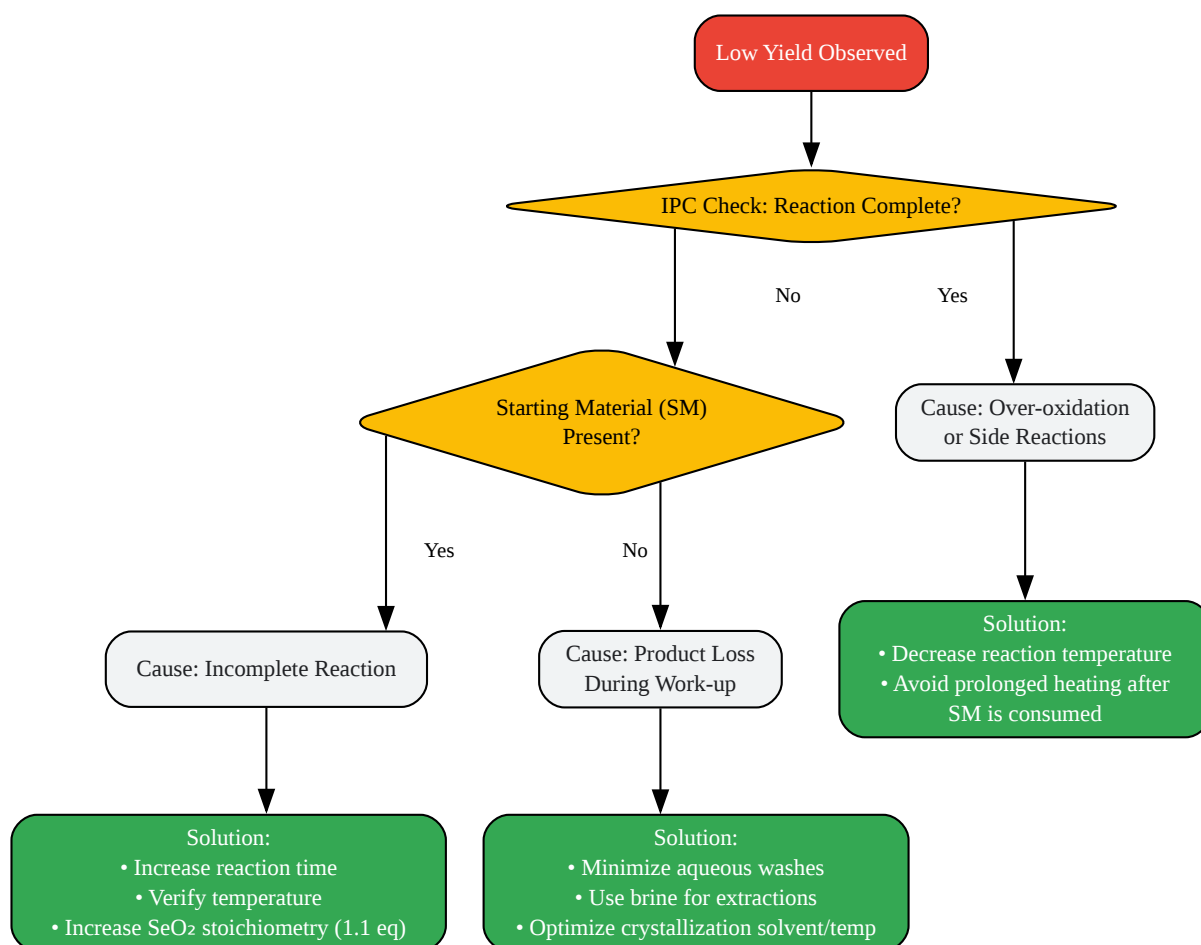 Low Yield Observed
IPC Check: Reaction Complete?
No
Yes
Starting Material (SM)
Present?
Cause: Over-oxidation
or Side Reactions
Yes
No
Cause: Incomplete Reaction
Cause: Product Loss
During Work-up
Solution:
• Decrease reaction temperature
• Avoid prolonged heating after
SM is consumed
Solution:
• Increase reaction time
• Verify temperature
• Increase SeO₂ stoichiometry (1.1 eq)
Solution:
• Minimize aqueous washes
• Use brine for extractions
• Optimize crystallization solvent/temp